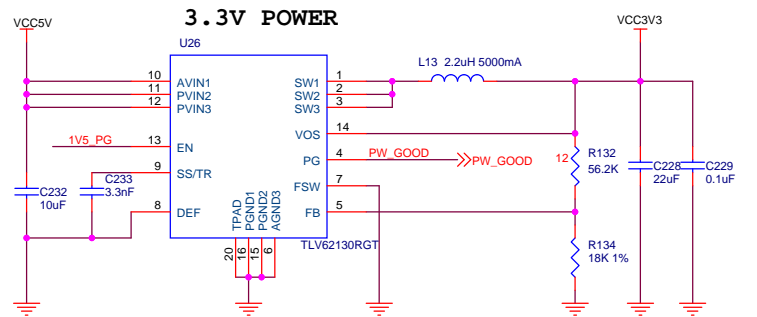 3.3V POWER
VCC5V
VCC3V3
U26
L13 2.2uH 5000mA
10 AVIN1 SW1 1
11 PVIN2 SW2 2
12 PVIN3 SW3 3
VOS 14
1V5_PG 13 EN
PG 4 PW_GOOD PW_GOOD
12 R132
56.2K
9 SS/TR
FSW 7
C233
3.3nF
C232
10uF
C228
22uF
C229
0.1uF
8 DEF
FB 5
TPAD PGND1 PGND2 AGND3
20 16 15 6
TLV62130RGT
R134
18K 1%